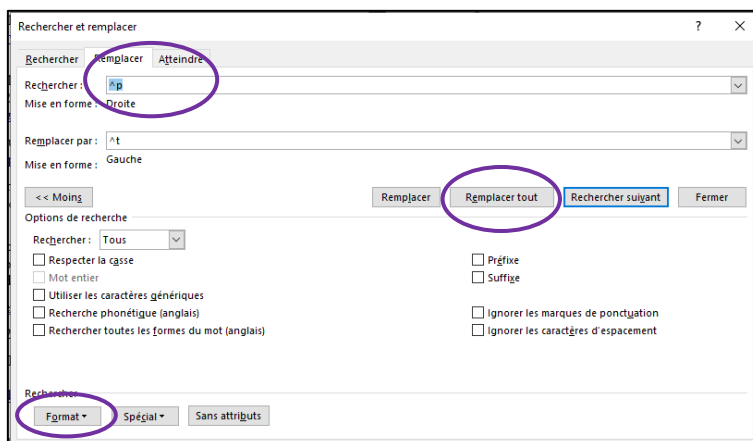 Rechercher et remplacer ? ×
Rechercher Remplacer Atteindre
Rechercher : ^p
Mise en forme : Droite
Remplacer par : ^t
Mise en forme : Gauche
<< Moins Remplacer Remplacer tout Rechercher suivant Fermer
Options de recherche
Rechercher : Tous
Respecter la casse Préfixe
Mot entier Suffixe
Utiliser les caractères génériques
Recherche phonétique (anglais) Ignorer les marques de ponctuation
Rechercher toutes les formes du mot (anglais) Ignorer les caractères d'espacement
Rechercher
Format Spécial Sans attributs